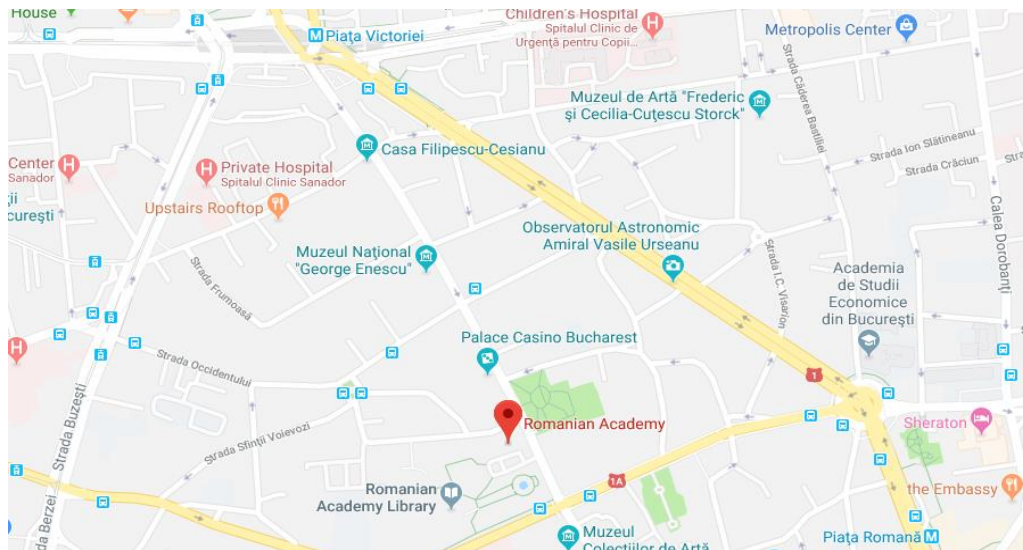 House
Piața Victoriei
Children's Hospital
Spitalul Clinic de
Urgență pentru Copii...
Metropolis Center
Muzeul de Artă "Frederic
și Cecilia-Cuțescu Storck"
Strada Căderea Bastiliei
Strada Ion Slătineanu
Strada Crăciun
Calea Dorobanți
Casa Filipescu-Cesianu
Center
Sanador
Private Hospital
Spitalul Clinic Sanador
Upstairs Rooftop
București
Muzeul Național
"George Enescu"
Observatorul Astronomic
Amiral Vasile Urseanu
Strada I.C. Visarion
Academia
de Studii
Economice
din București
Strada Frumoasă
Palace Casino Bucharest
Strada Occidentului
1
Strada Buzești
Romanian Academy
Sheraton
Strada Sfinții Voievozi
1A
Romanian
Academy Library
the Embassy
Strada Berzei
Muzeul
Colecțiilor de Artă
Piața Romană